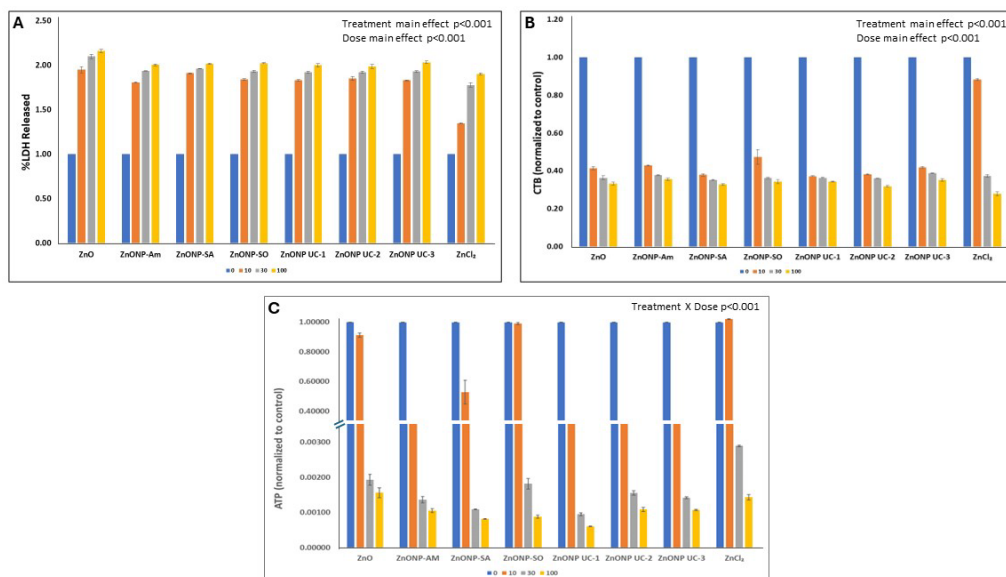 A
Treatment main effect p<0.001
Dose main effect p<0.001
%LDH Released
2.50
2.00
1.50
1.00
0.50
0.00
ZnO ZnONP-Am ZnONP-SA ZnONP-SO ZnONP UC-1 ZnONP UC-2 ZnONP UC-3 ZnCl₂
0 10 30 100
B
Treatment main effect p<0.001
Dose main effect p<0.001
CTB (normalized to control)
1.20
1.00
0.80
0.60
0.40
0.20
0.00
ZnO ZnONP-Am ZnONP-SA ZnONP-SO ZnONP UC-1 ZnONP UC-2 ZnONP UC-3 ZnCl₂
0 10 30 100
C
Treatment X Dose p<0.001
ATP (normalized to control)
1.00000
0.80000
0.60000
0.40000
0.00300
0.00200
0.00100
0.00000
ZnO ZnONP-AM ZnONP-SA ZnONP-SO ZnONP UC-1 ZnONP UC-2 ZnONP UC-3 ZnCl₂
0 10 30 100